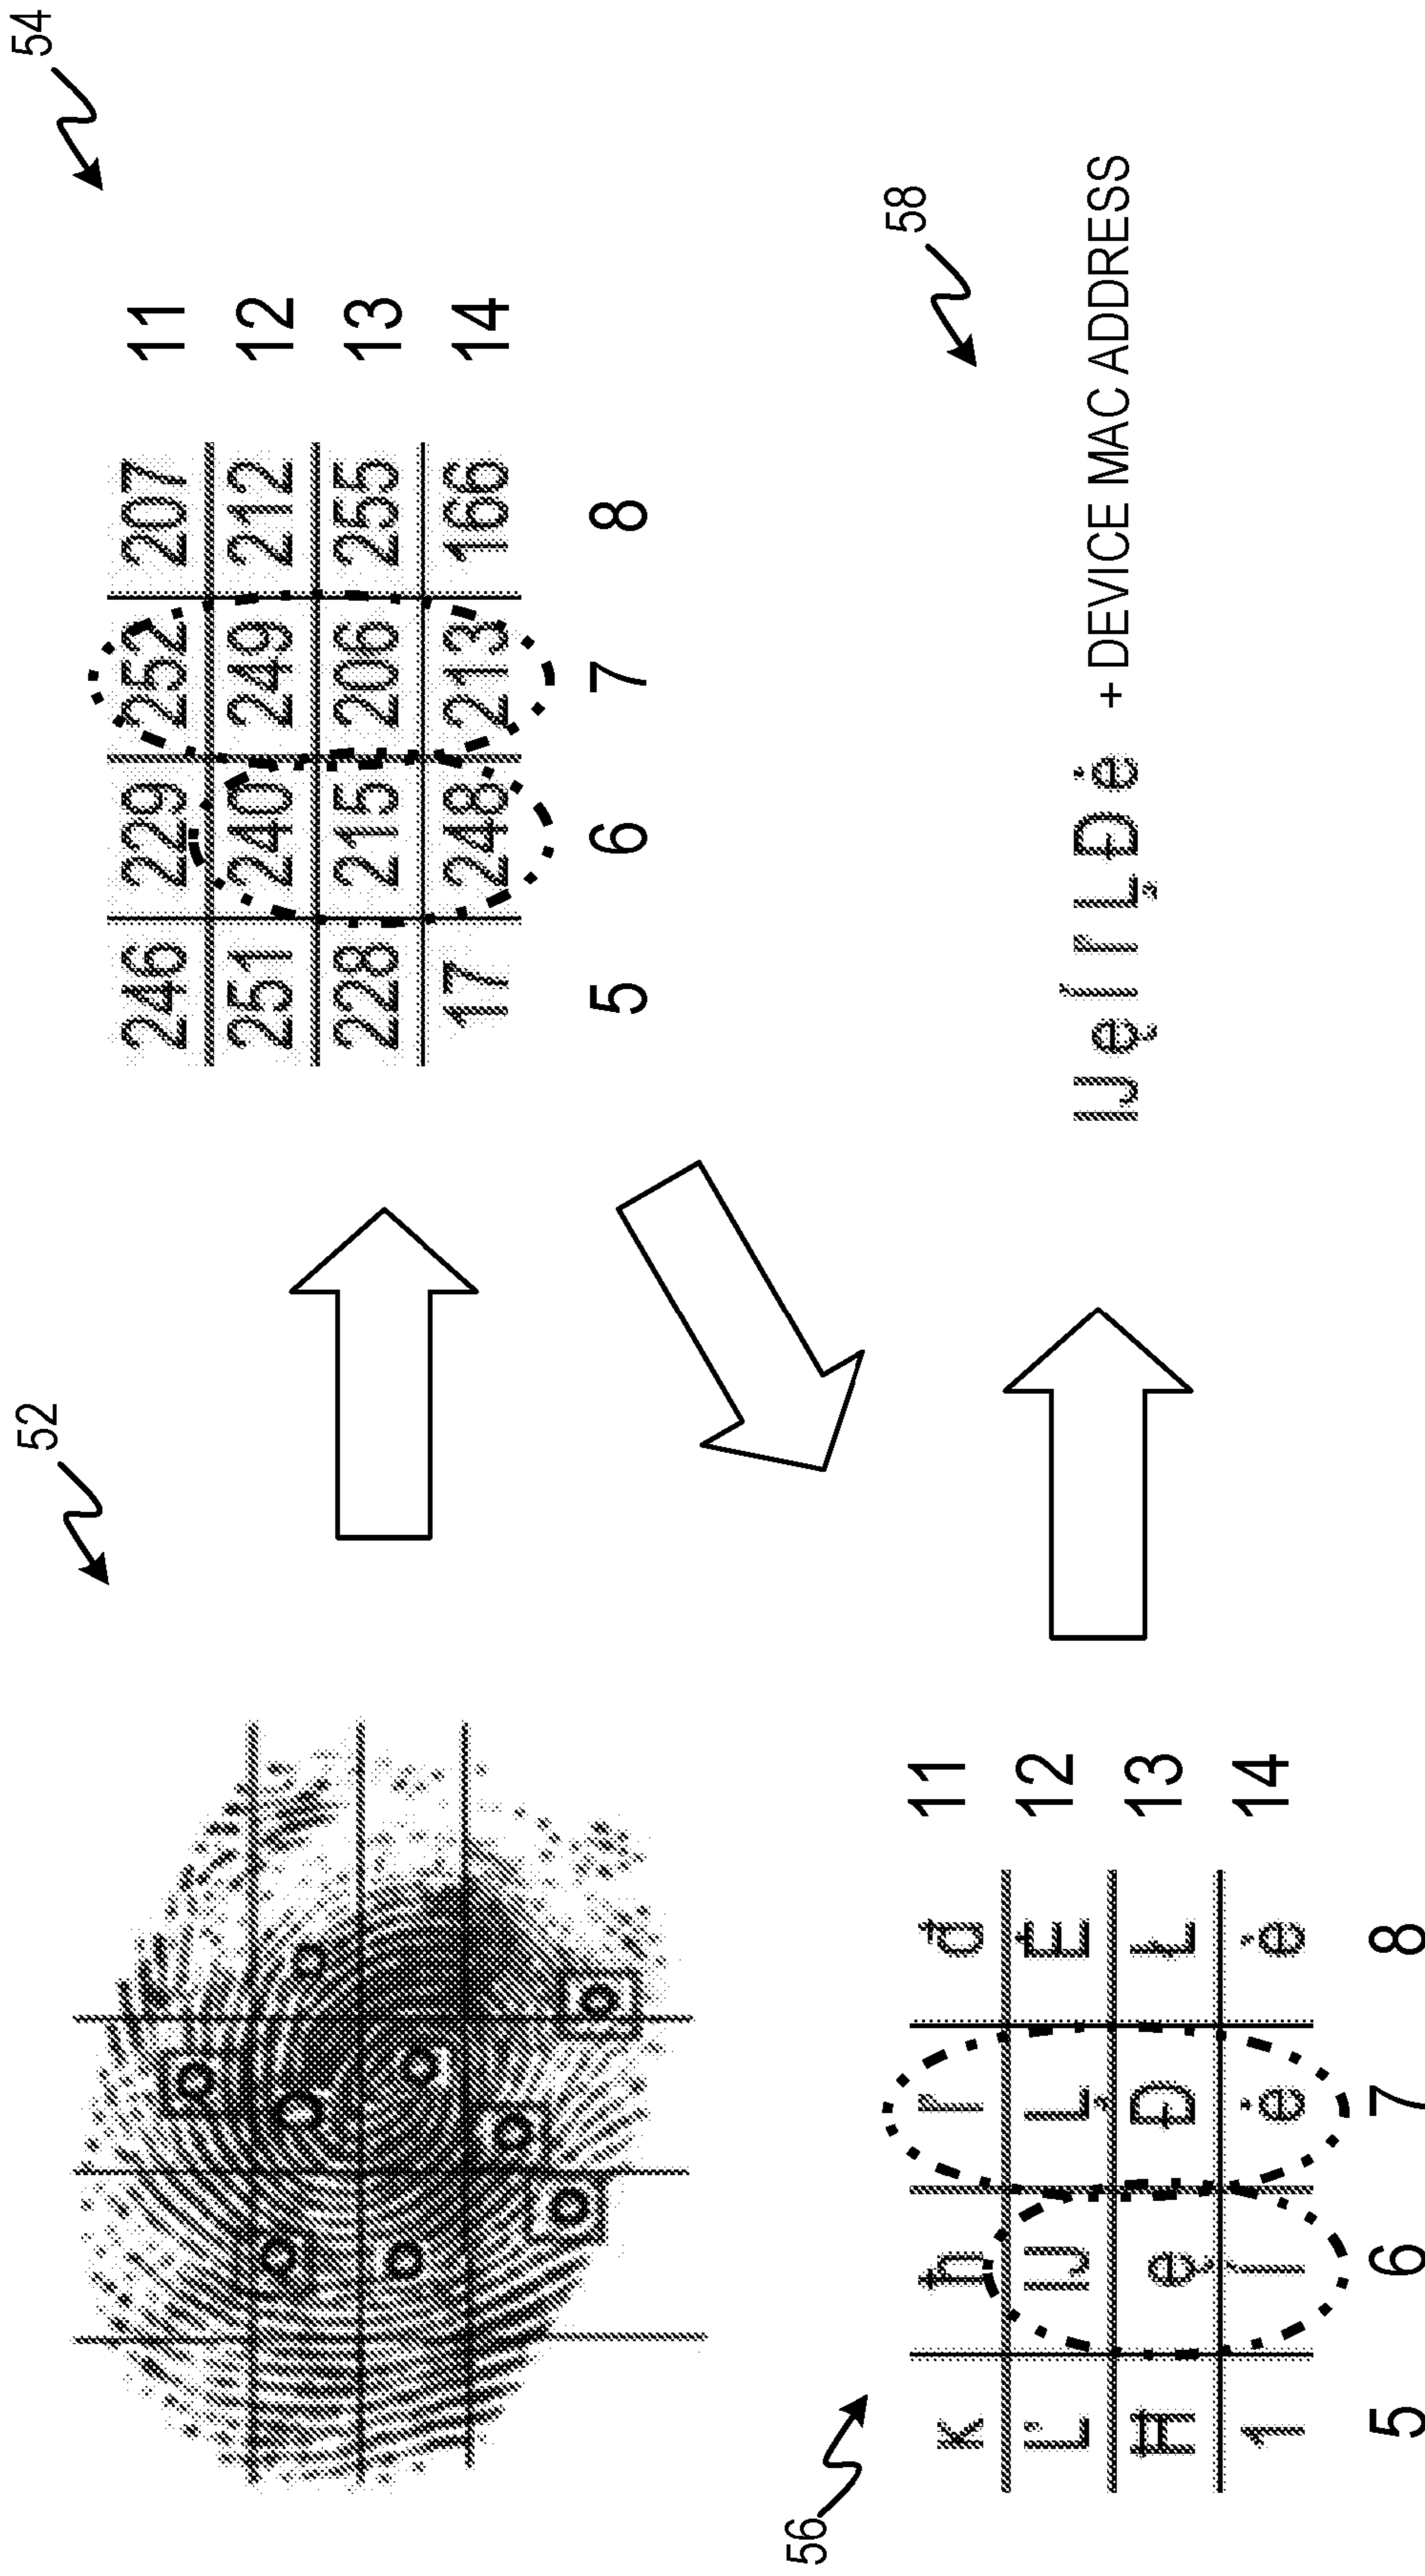 52
54
246 229 252 207 11
251 240 249 212 12
228 215 206 255 13
17 248 213 166 14
5 6 7 8
56
58
ĸ ħ đ 11
Ľ Ĳ Ļ Ė 12
Ħ ę Đ Ł 13
ė ė 14
5 6 7 8
Ĳ ę Ļ Đ ė + DEVICE MAC ADDRESS